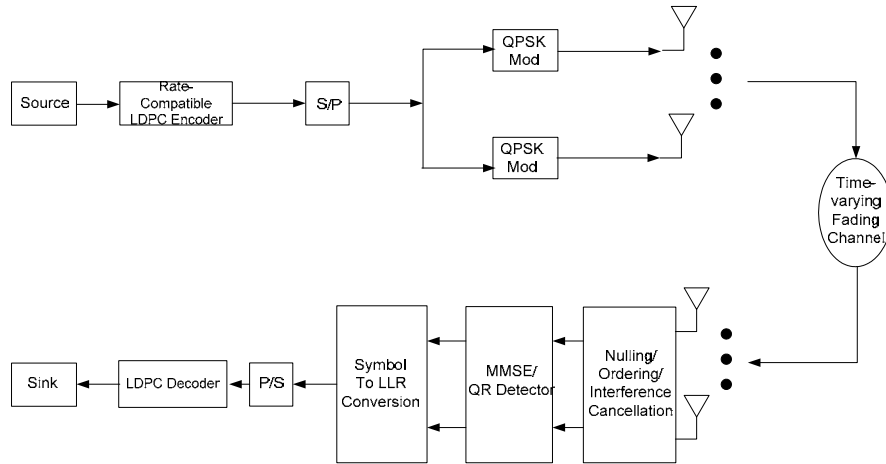 QPSK
Mod
Source
Rate-
Compatible
LDPC Encoder
S/P
QPSK
Mod
Time-
varying
Fading
Channel
Sink
LDPC Decoder
P/S
Symbol
To LLR
Conversion
MMSE/
QR Detector
Nulling/
Ordering/
Interference
Cancellation